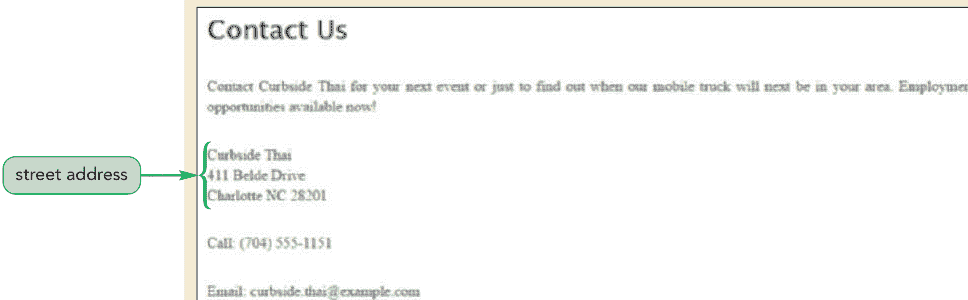 Contact Us
Contact Curbside Thai for your next event or just to find out when our mobile truck will next be in your area. Employmen
opportunities available now!
street address
Curbside Thai
411 Belde Drive
Charlotte NC 28201
Call: (704) 555-1151
Email: curbside.thai@example.com